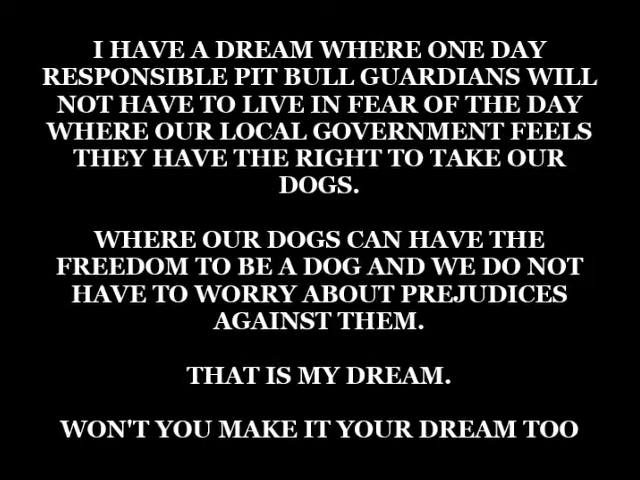 I HAVE A DREAM WHERE ONE DAY
RESPONSIBLE PIT BULL GUARDIANS WILL
NOT HAVE TO LIVE IN FEAR OF THE DAY
WHERE OUR LOCAL GOVERNMENT FEELS
THEY HAVE THE RIGHT TO TAKE OUR
DOGS.
WHERE OUR DOGS CAN HAVE THE
FREEDOM TO BE A DOG AND WE DO NOT
HAVE TO WORRY ABOUT PREJUDICES
AGAINST THEM.
THAT IS MY DREAM.
WON'T YOU MAKE IT YOUR DREAM TOO